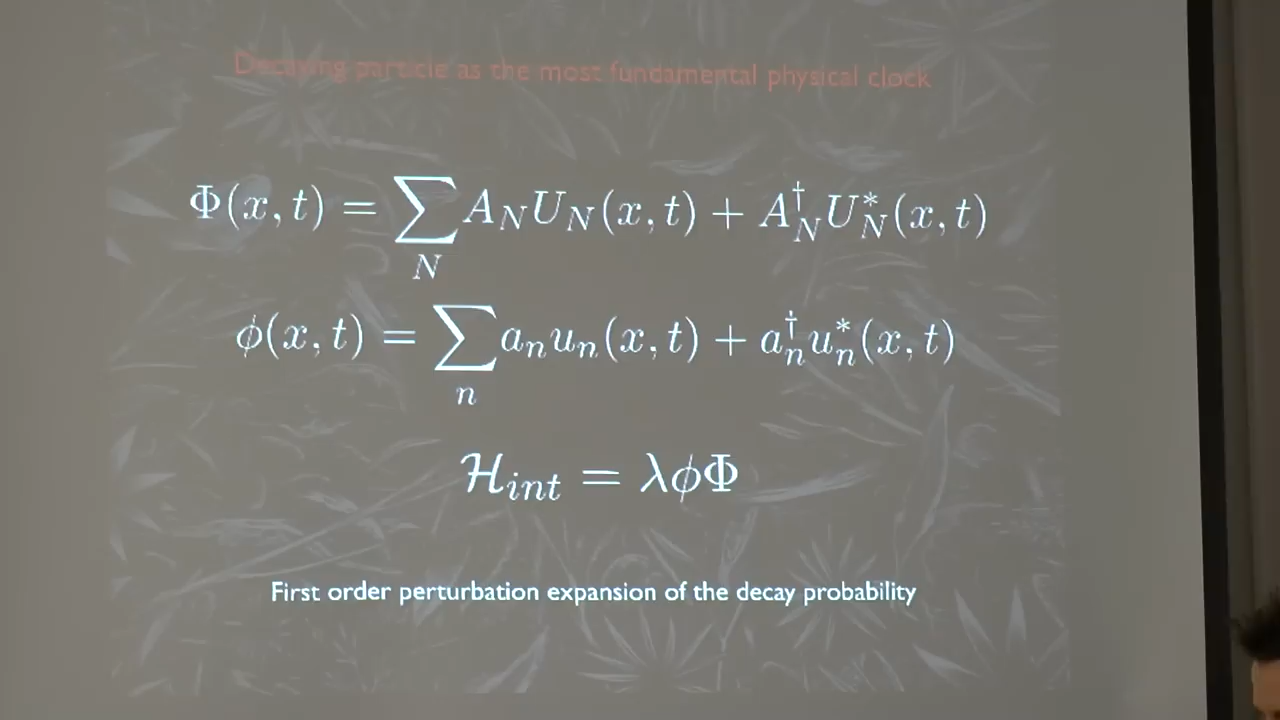 Decaying particle as the most fundamental physical clock
Φ(x, t) = ∑_N A_N U_N(x, t) + A_N^† U_N^*(x, t)
ϕ(x, t) = ∑_n a_n u_n(x, t) + a_n^† u_n^*(x, t)
ℋ_int = λϕΦ
First order perturbation expansion of the decay probability